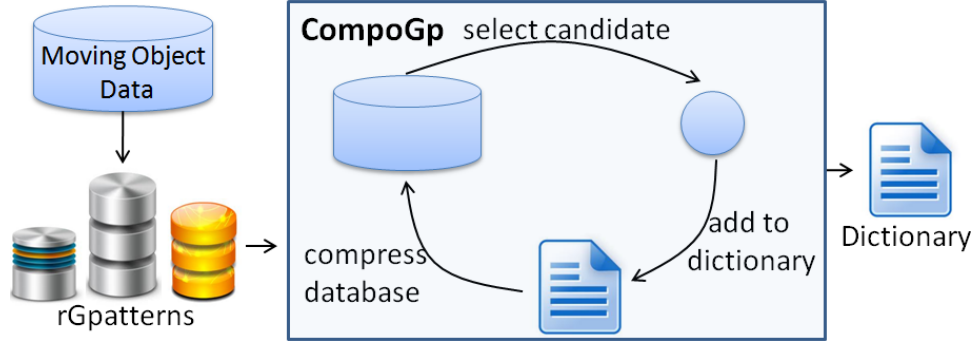 Moving Object
Data
rGpatterns
CompoGp
select candidate
add to
dictionary
compress
database
Dictionary